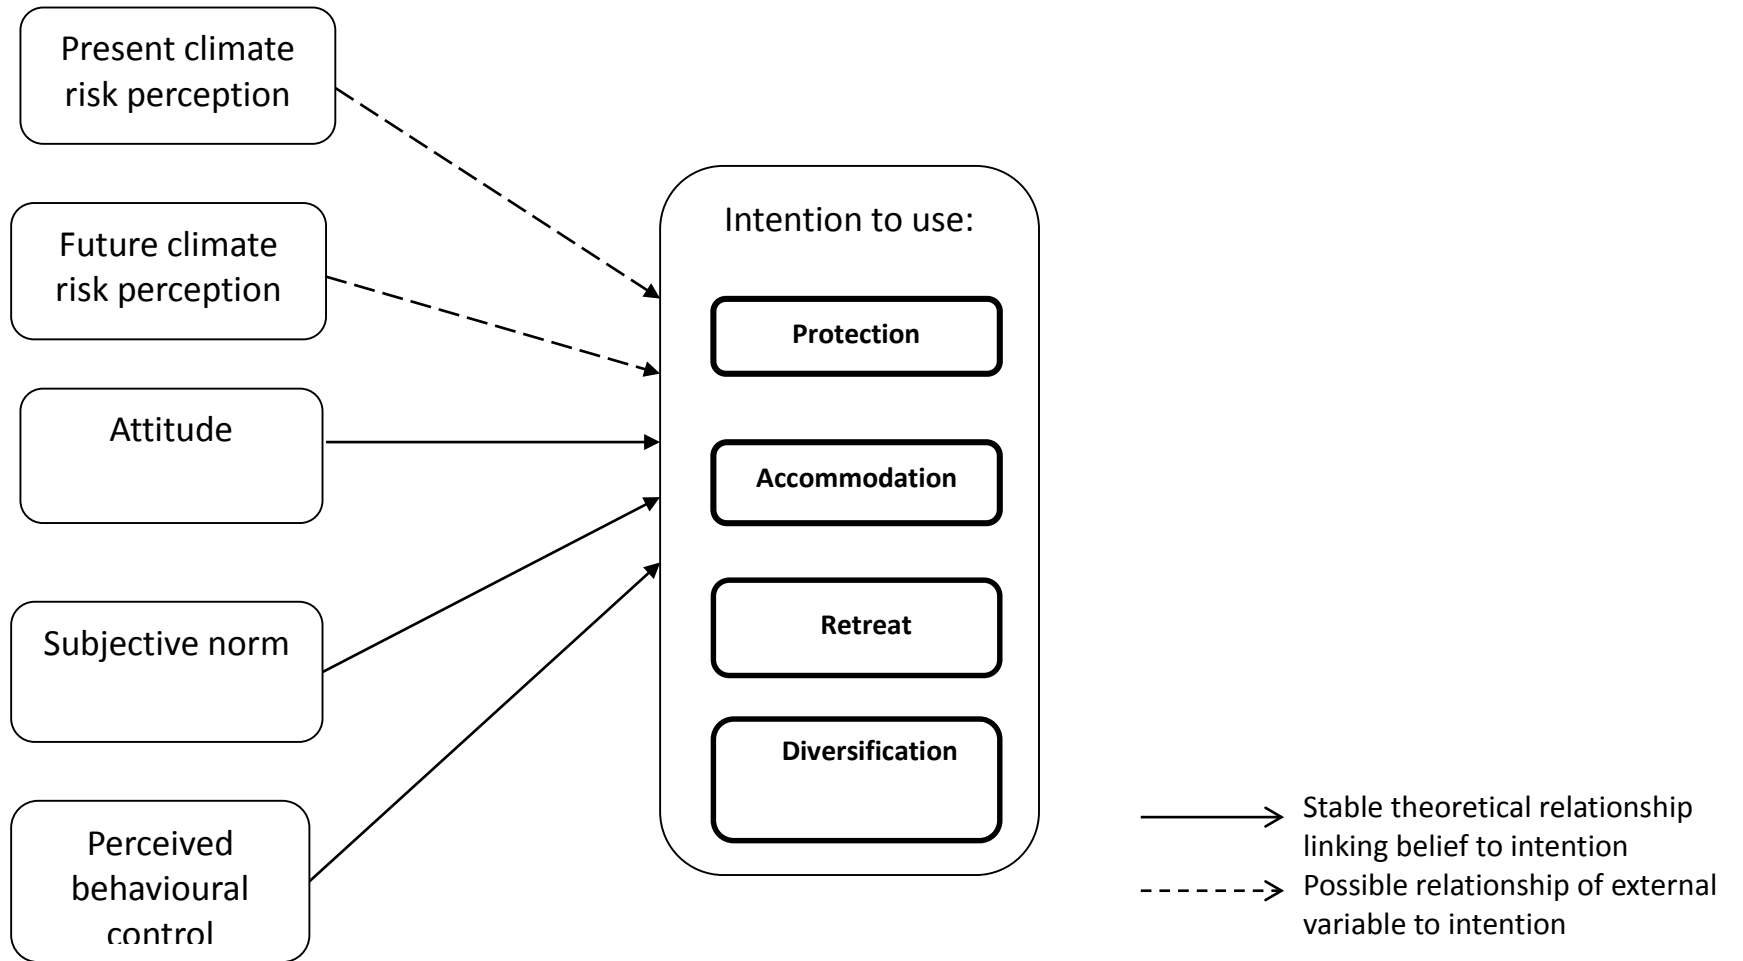 Present climate
risk perception
Future climate
risk perception
Attitude
Subjective norm
Perceived
behavioural
control
Intention to use:
Protection
Accommodation
Retreat
Diversification
Stable theoretical relationship
linking belief to intention
Possible relationship of external
variable to intention